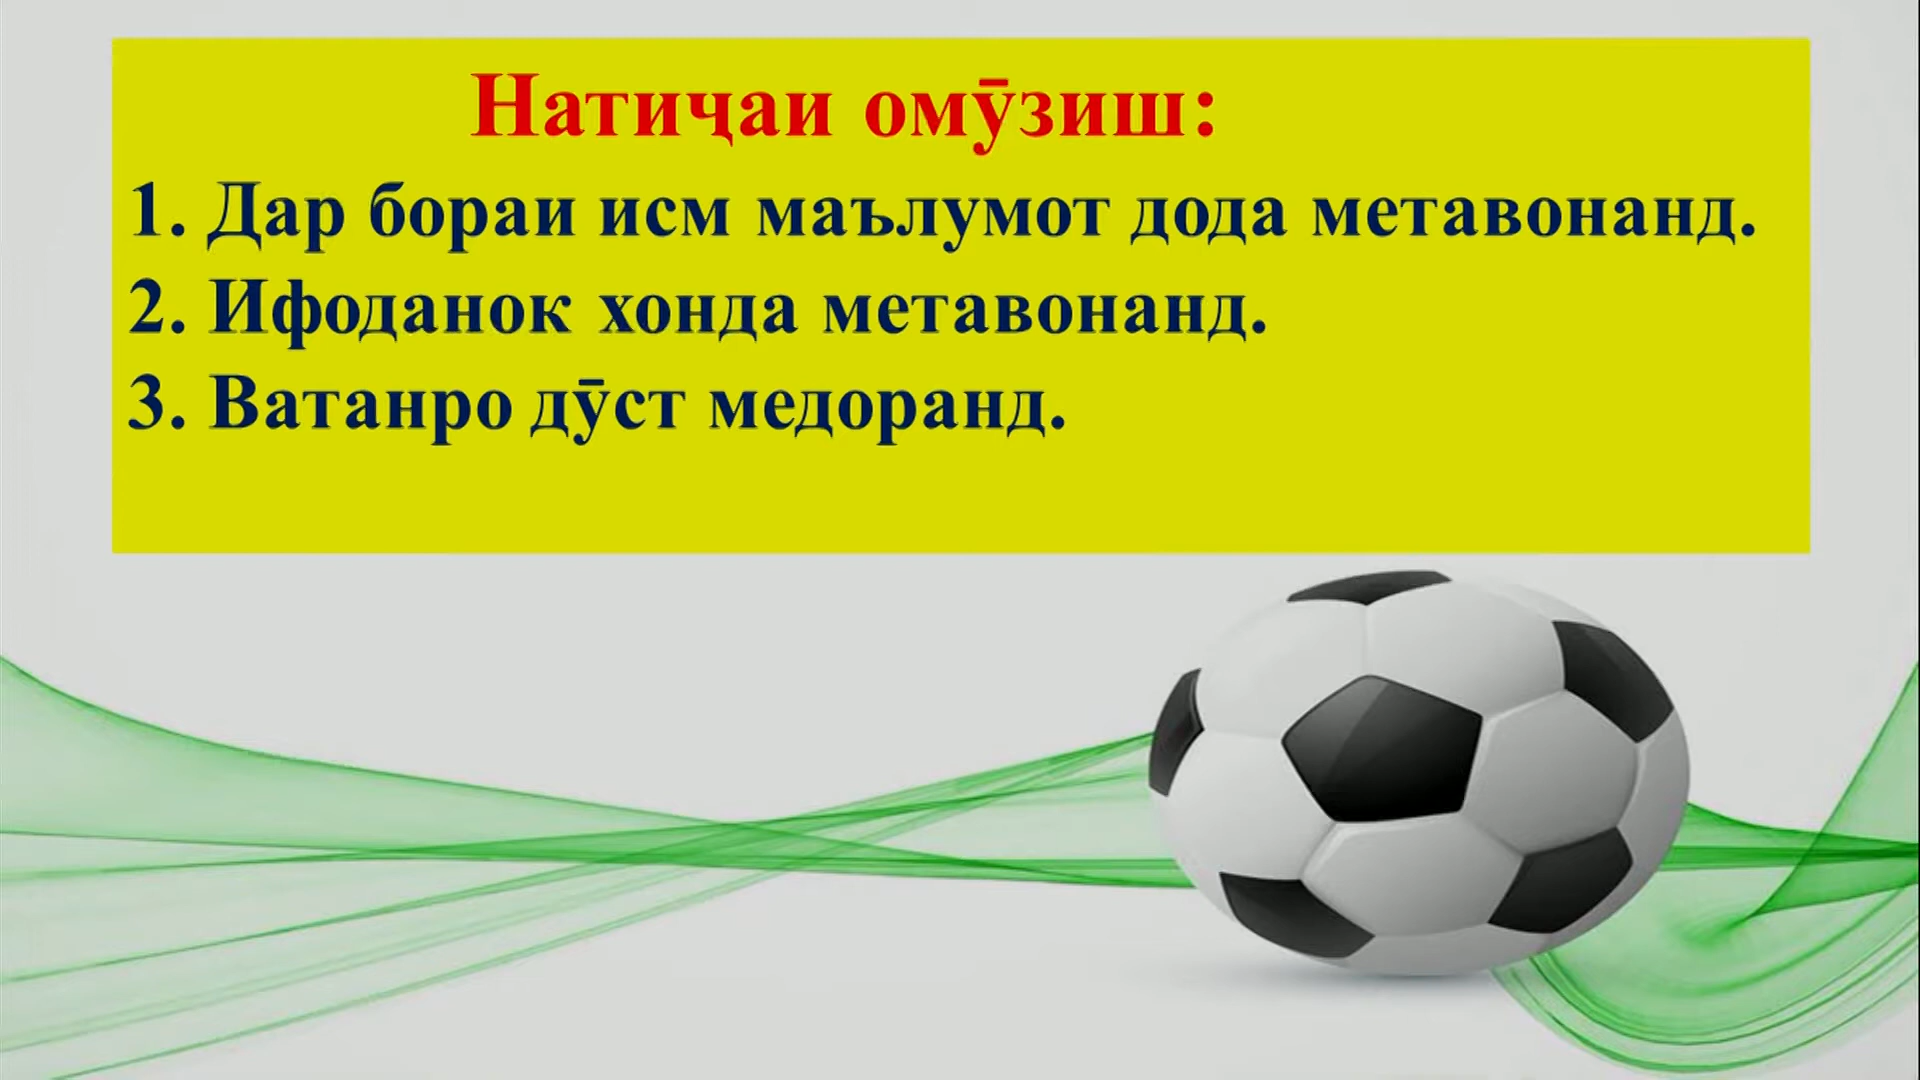 Натиҷаи омӯзиш:
1. Дар бораи исм маълумот дода метавонанд.
2. Ифоданок хонда метавонанд.
3. Ватанро дӯст медоранд.